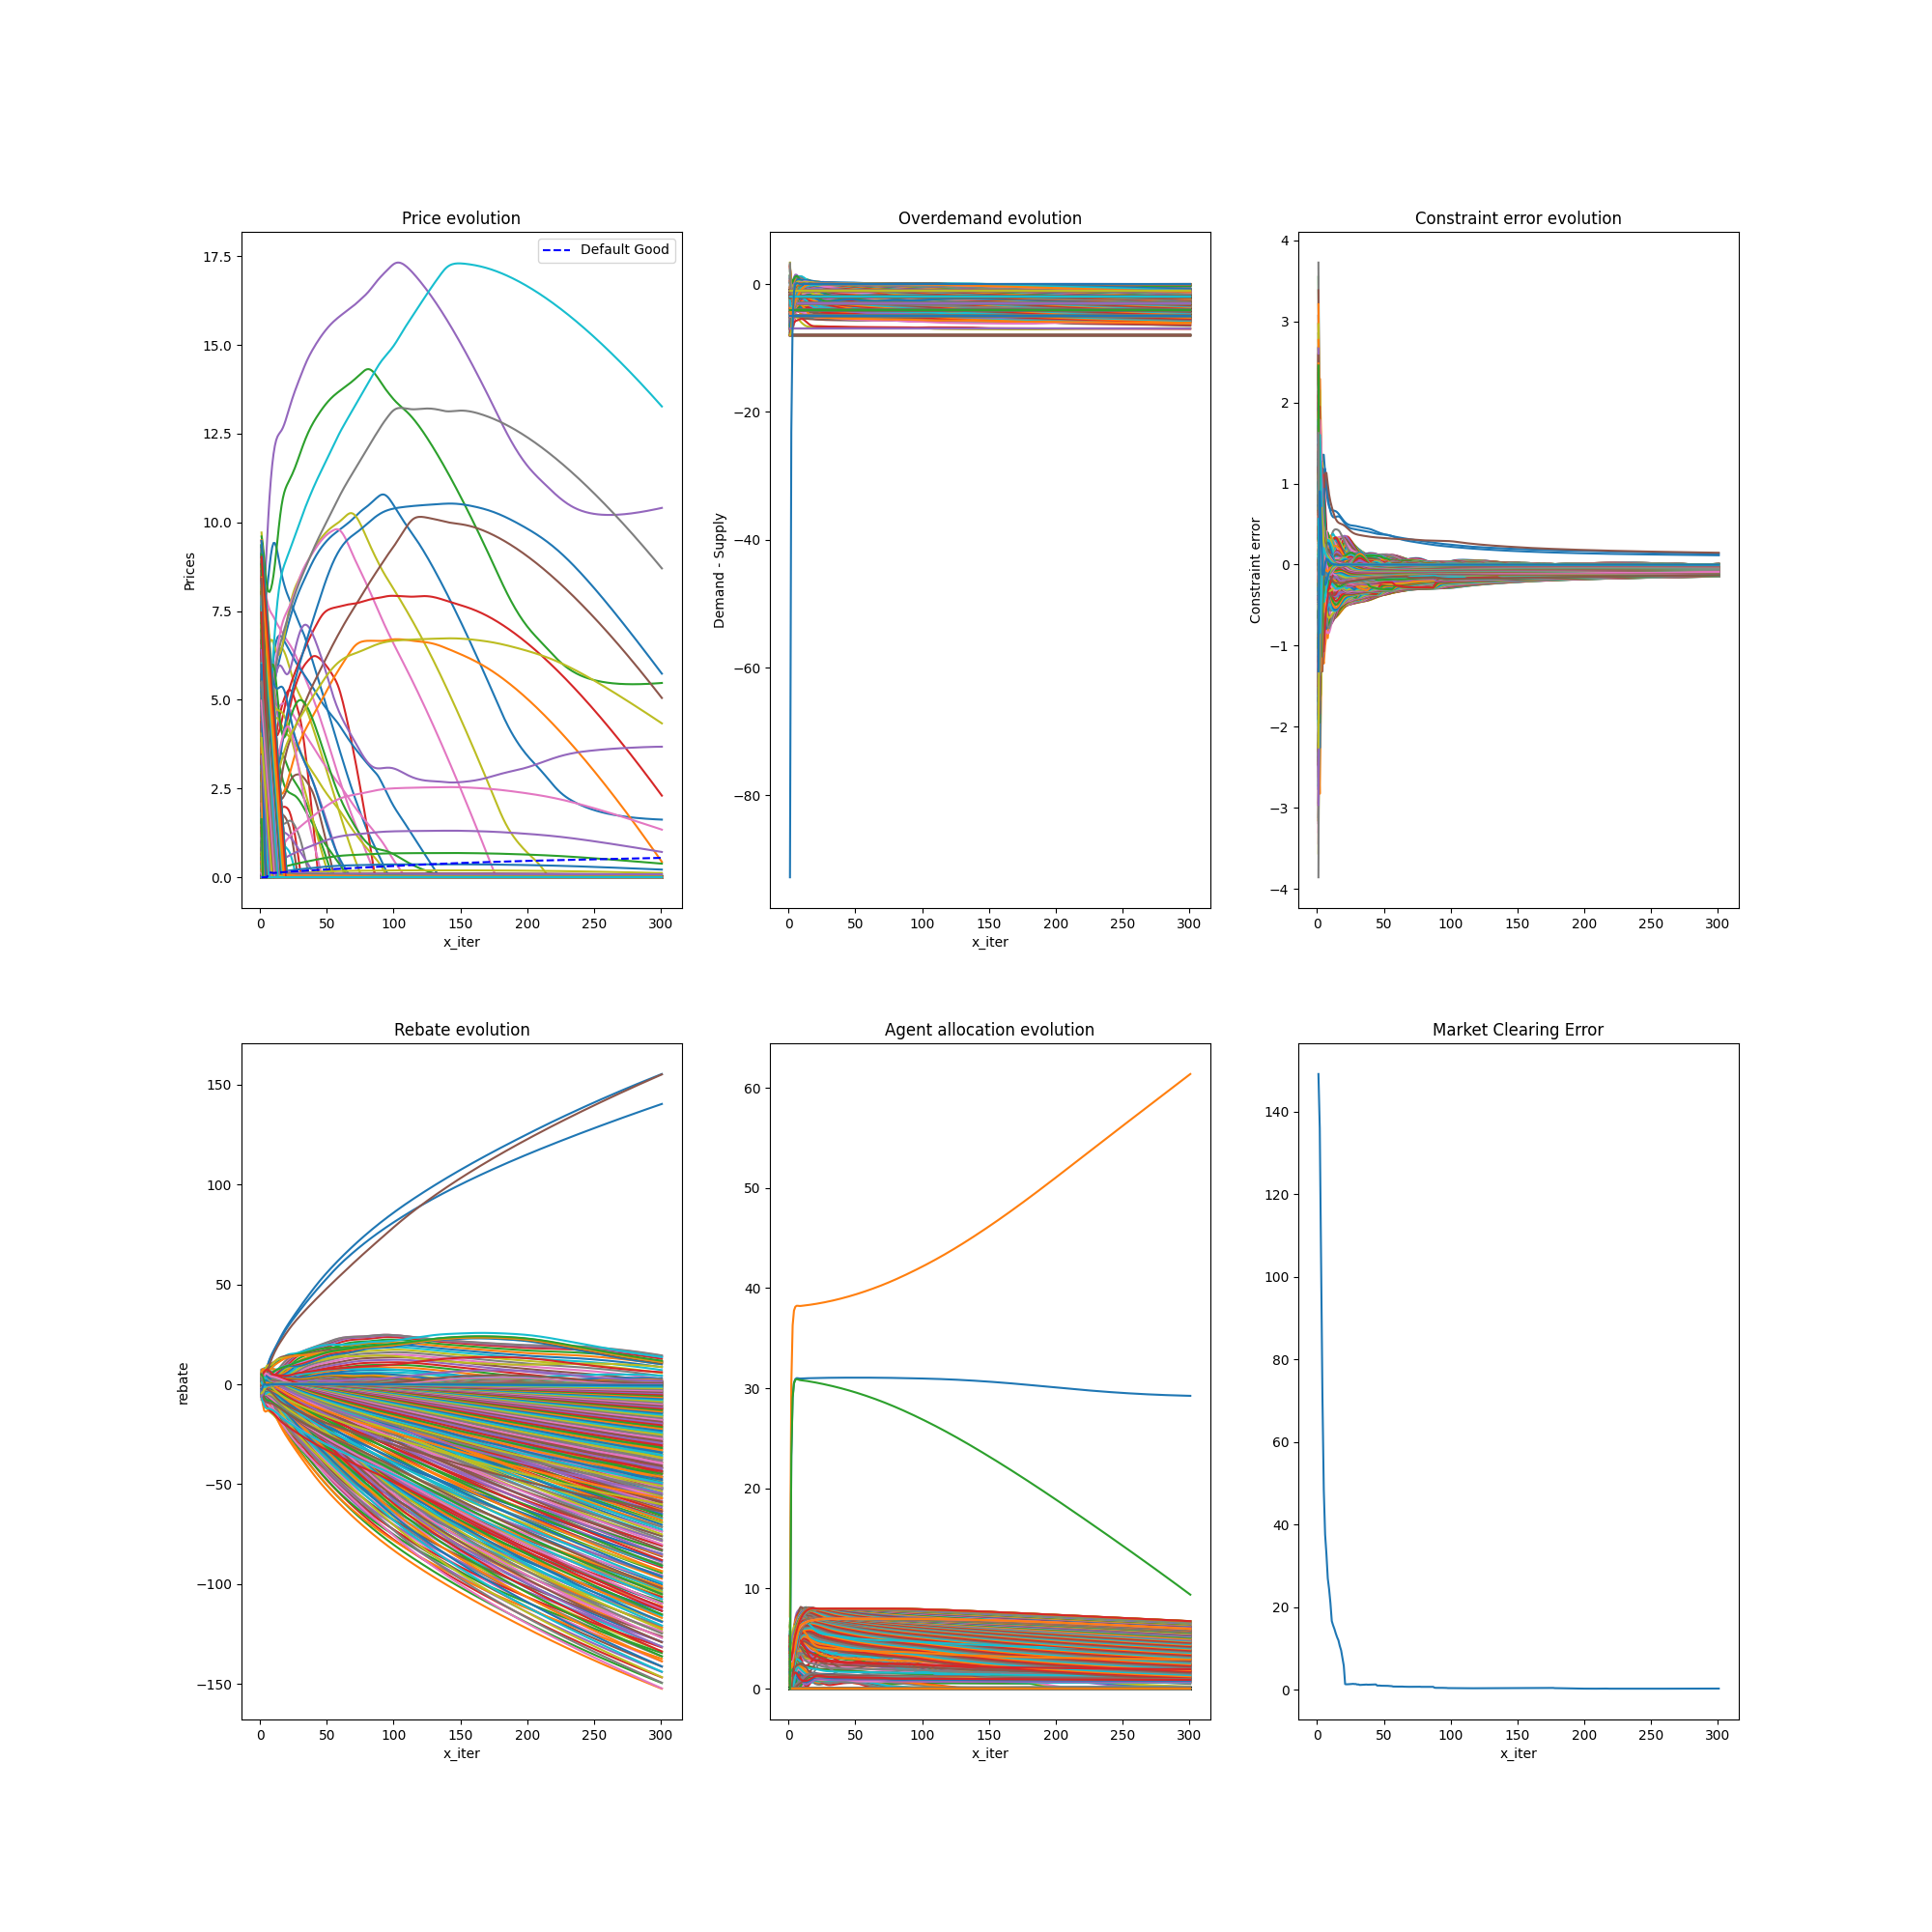 Price evolution
Default Good
Prices
17.5
15.0
12.5
10.0
7.5
5.0
2.5
0.0
0 50 100 150 200 250 300
x_iter
Overdemand evolution
Demand - Supply
0
−20
−40
−60
−80
0 50 100 150 200 250 300
x_iter
Constraint error evolution
Constraint error
4
3
2
1
0
−1
−2
−3
−4
0 50 100 150 200 250 300
Rebate evolution
rebate
150
100
50
0
−50
−100
−150
0 50 100 150 200 250 300
x_iter
Agent allocation evolution
60
50
40
30
20
10
0
0 50 100 150 200 250 300
x_iter
Market Clearing Error
140
120
100
80
60
40
20
0
0 50 100 150 200 250 300
x_iter